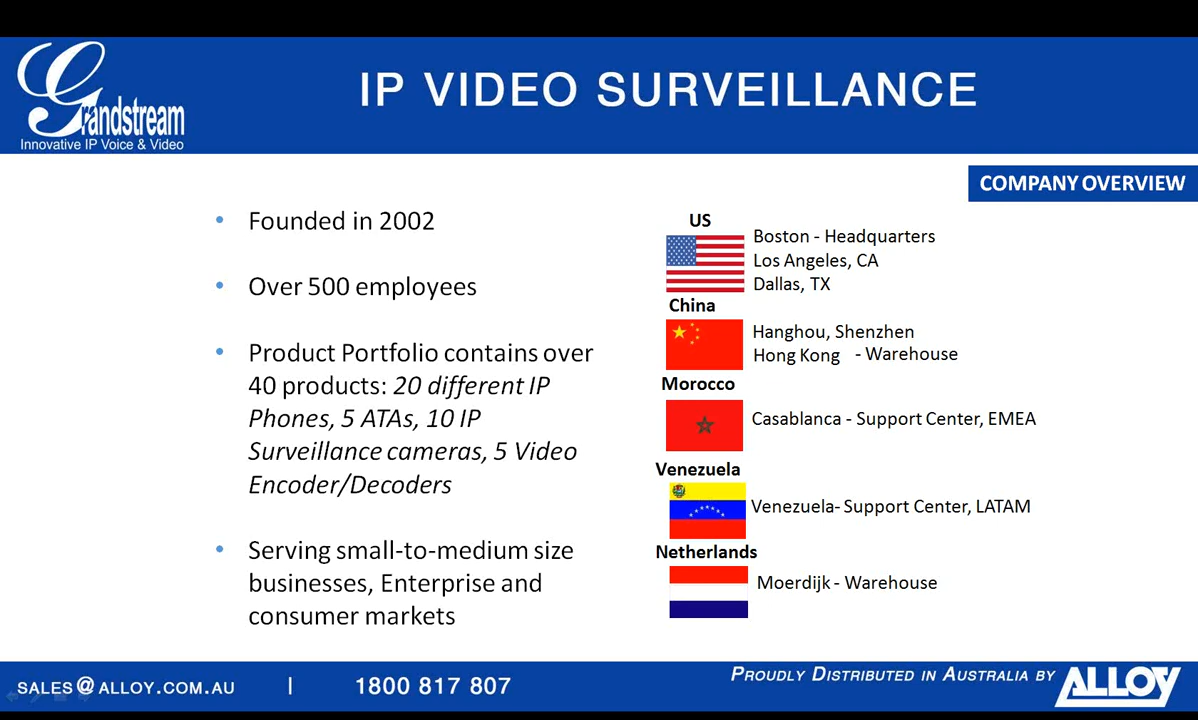 Grandstream
Innovative IP Voice & Video
IP VIDEO SURVEILLANCE
COMPANY OVERVIEW
• Founded in 2002
• Over 500 employees
• Product Portfolio contains over
40 products: 20 different IP
Phones, 5 ATAs, 10 IP
Surveillance cameras, 5 Video
Encoder/Decoders
• Serving small-to-medium size
businesses, Enterprise and
consumer markets
US
Boston - Headquarters
Los Angeles, CA
Dallas, TX
China
Hanghou, Shenzhen
Hong Kong - Warehouse
Morocco
Casablanca - Support Center, EMEA
Venezuela
Venezuela- Support Center, LATAM
Netherlands
Moerdijk - Warehouse
SALES@ALLOY.COM.AU | 1800 817 807
PROUDLY DISTRIBUTED IN AUSTRALIA BY ALLOY